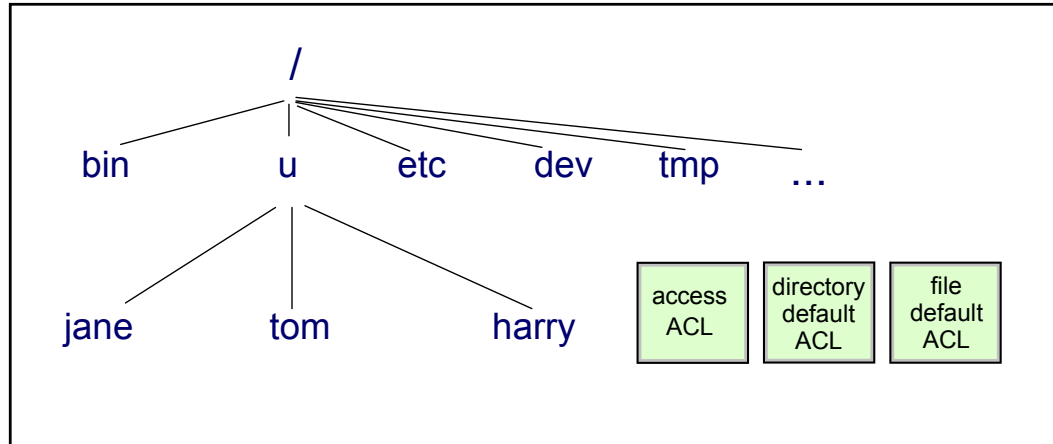 /
bin u etc dev tmp ...
jane tom harry
access
ACL
directory
default
ACL
file
default
ACL